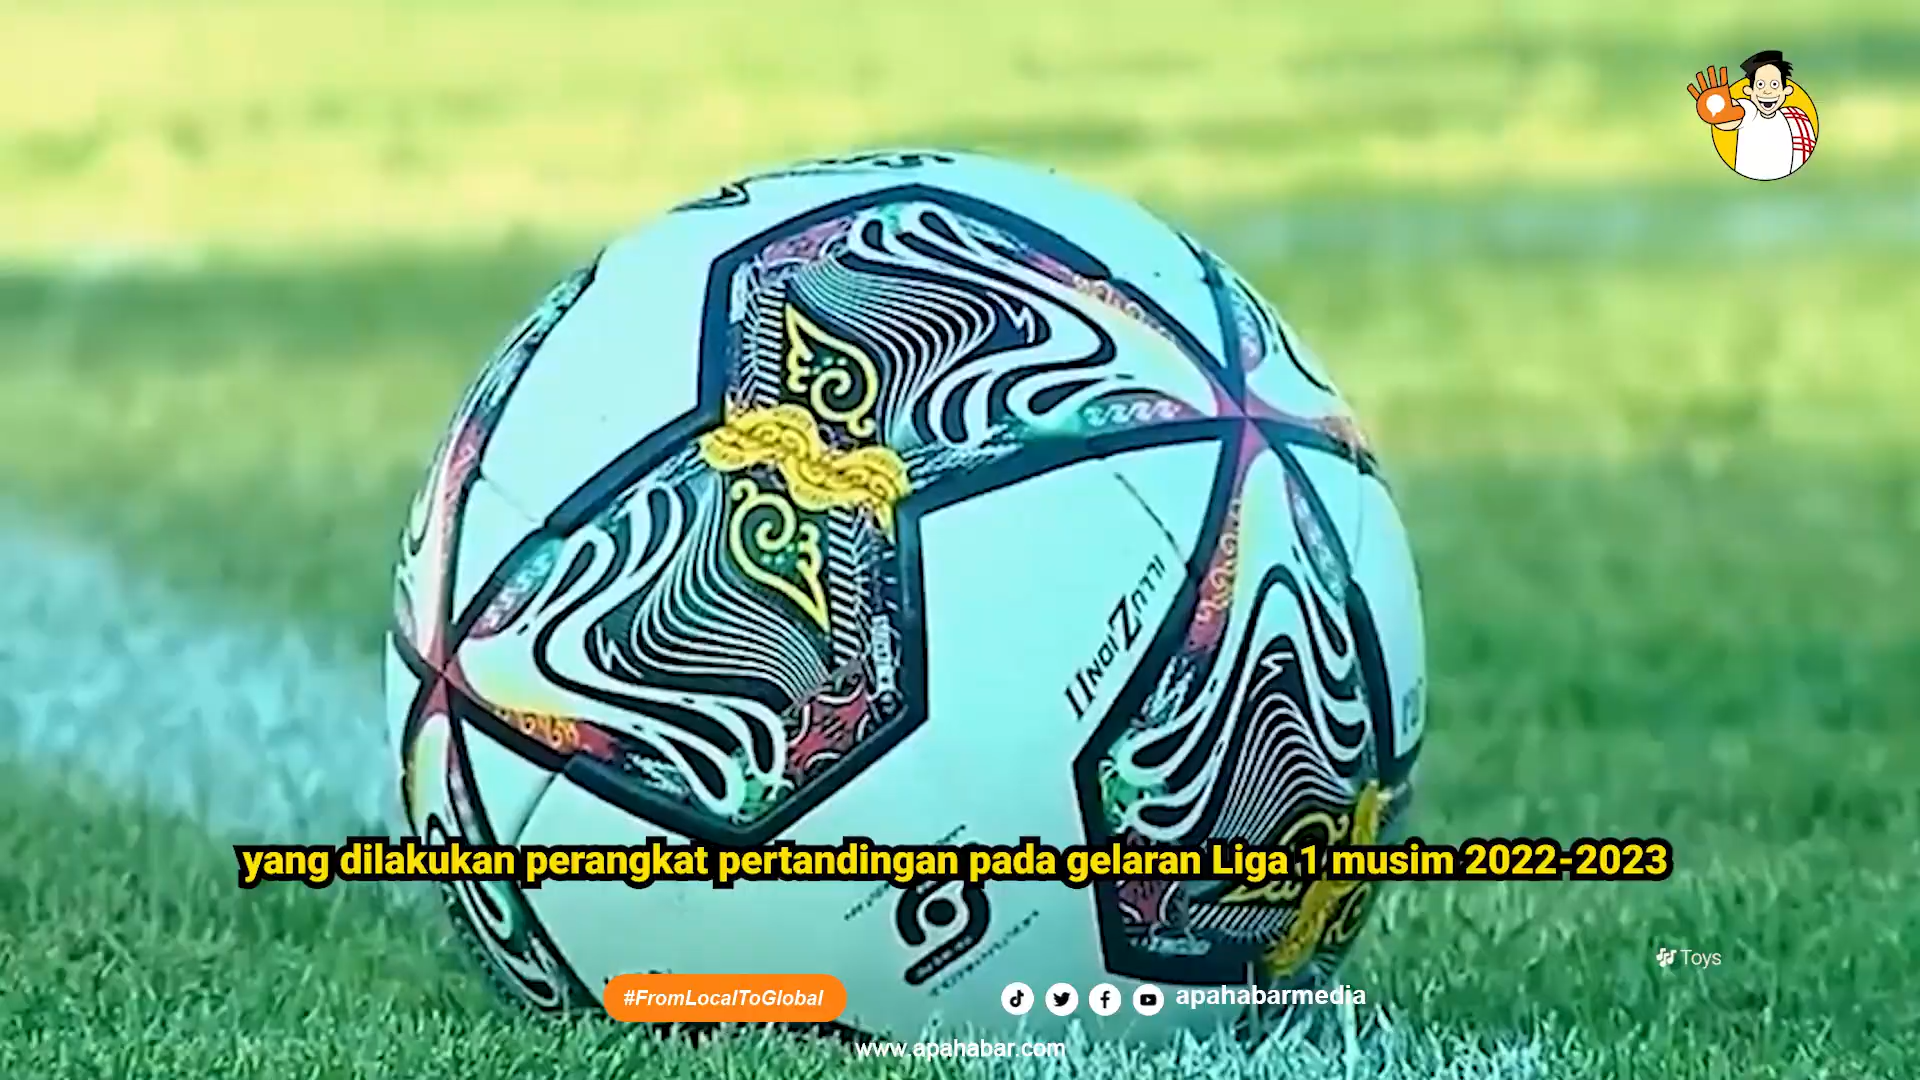 yang dilakukan perangkat pertandingan pada gelaran Liga 1 musim 2022-2023
Toys
#FromLocalToGlobal
apahabarmedia
www.apahabar.com